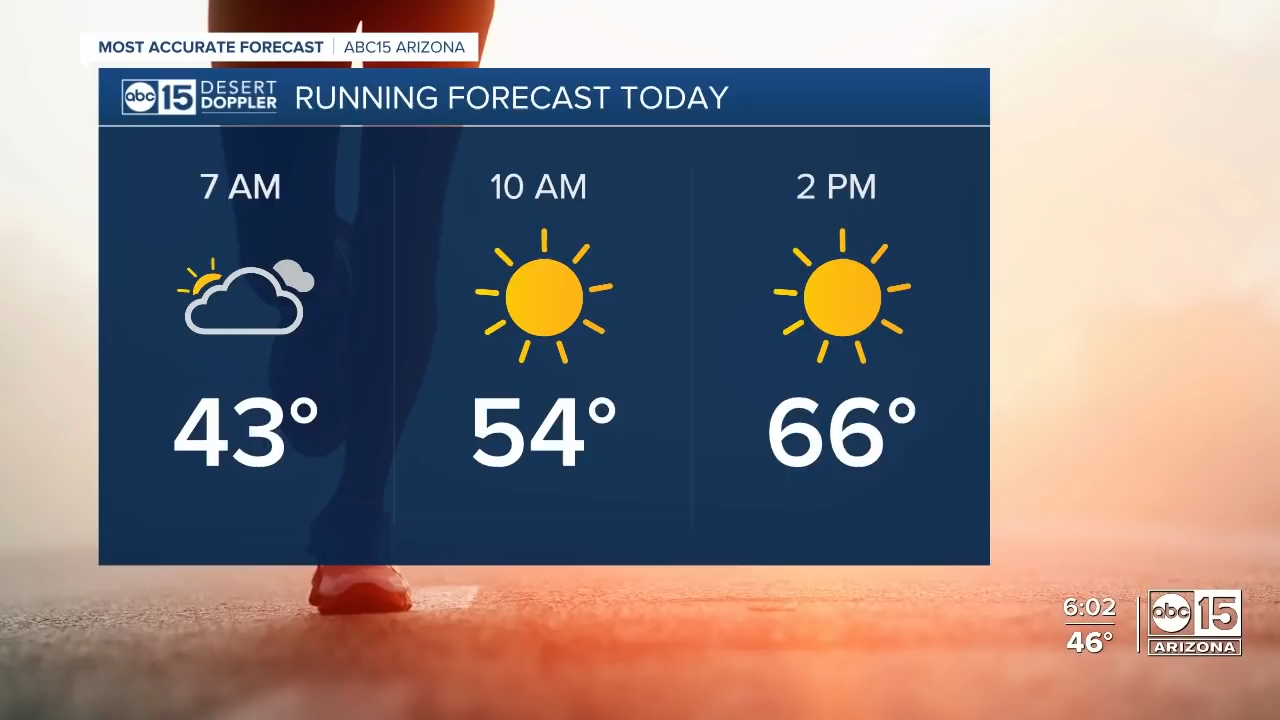 MOST ACCURATE FORECAST | ABC15 ARIZONA
abc 15 DESERT DOPPLER RUNNING FORECAST TODAY
7 AM 10 AM 2 PM
43° 54° 66°
6:02
46°
abc 15
ARIZONA